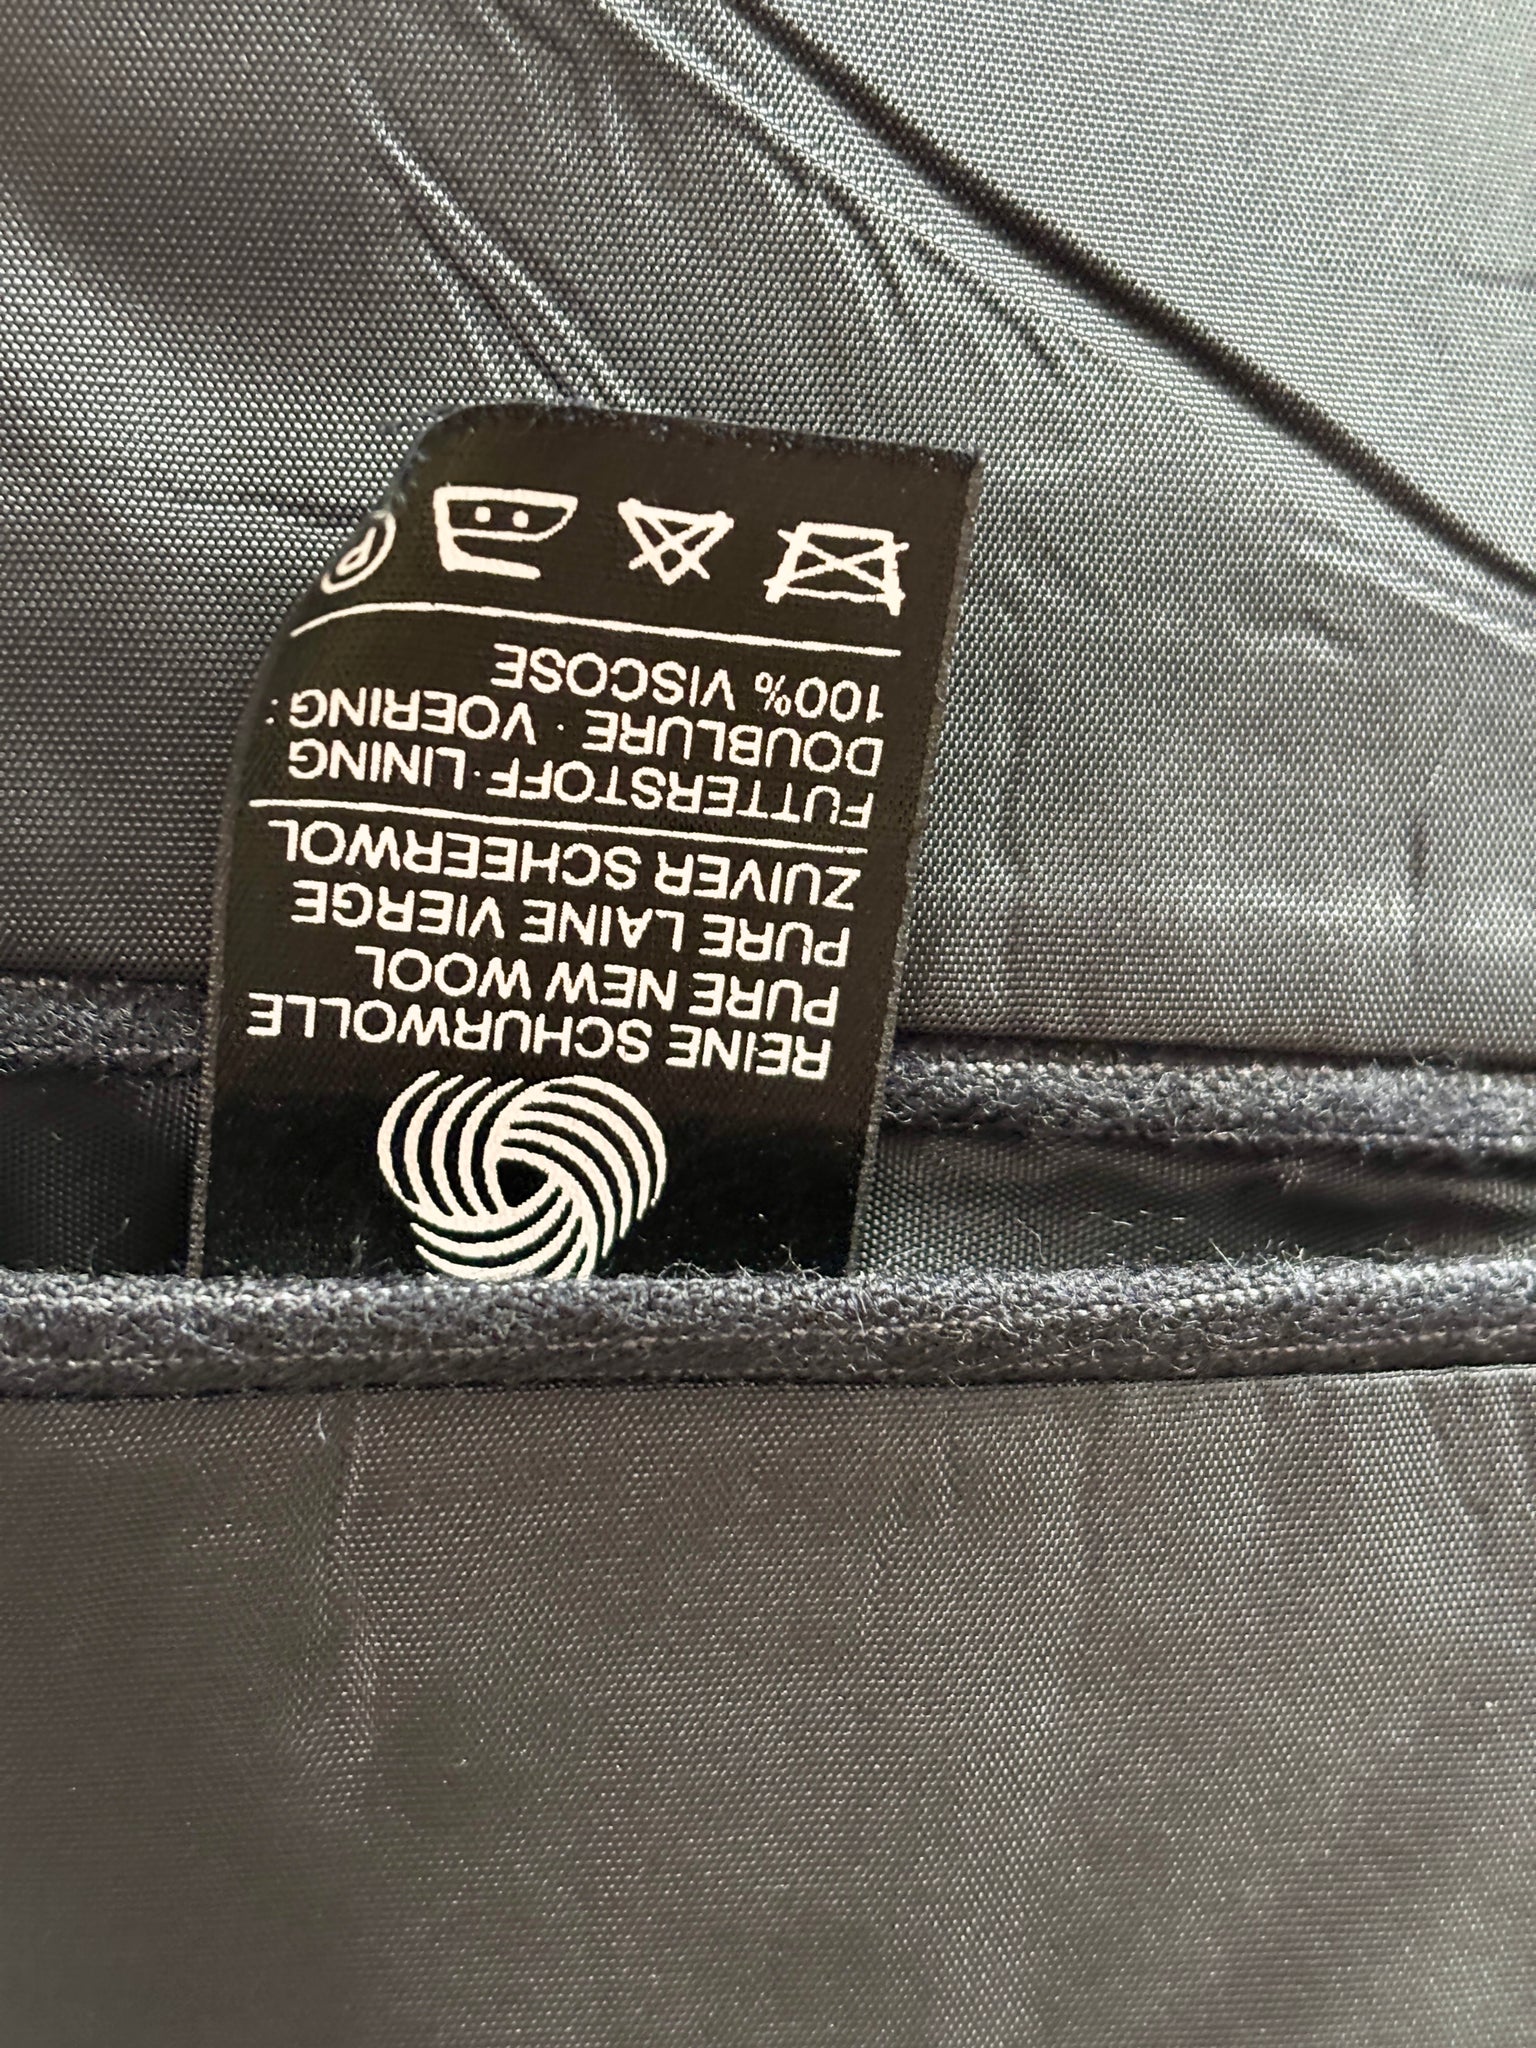 REINE SCHURWOLLE
PURE NEW WOOL
PURE LAINE VIERGE
ZUIVER SCHEERWOL
FUTTERSTOFF·LINING
DOUBLURE · VOERING:
100% VISCOSE
P